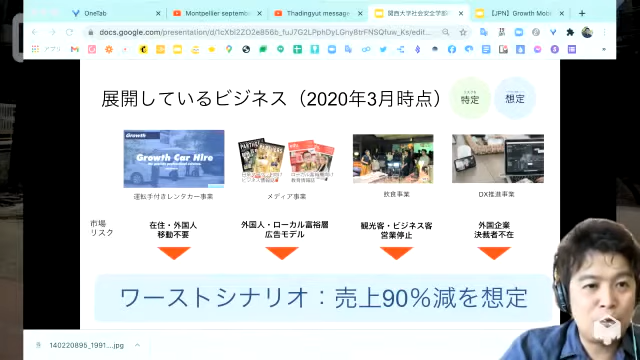 OneTab
Montpellier septemb
Thadingyut message
関西大学社会安全学部
【JPN】Growth Mob
docs.google.com/presentation/d/1cXbI2ZO2e856b_fuJ7G2LPphDyLGny8trFNSQfuw_Ks/edit...
アプリ
展開しているビジネス（2020年3月時点）
特定
想定
Growth
Growth Car Hire
運転手付きレンタカー事業
メディア事業
飲食事業
DX推進事業
市場
リスク
在住・外国人
移動不要
外国人・ローカル富裕層
広告モデル
観光客・ビジネス客
営業停止
外国企業
決裁者不在
ワーストシナリオ：売上90％減を想定
140220895_1991....jpg